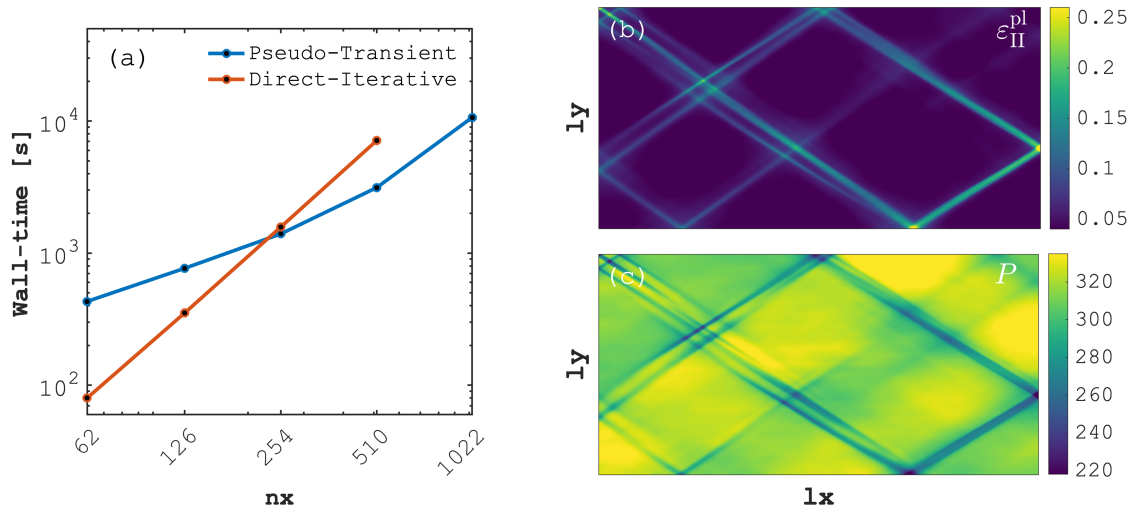 (a)
Pseudo-Transient
Direct-Iterative
Wall-time [s]
10^4
10^3
10^2
62
126
254
510
1022
nx
(b)
ε_II^pl
ly
0.25
0.2
0.15
0.1
0.05
(c)
P
ly
lx
320
300
280
260
240
220